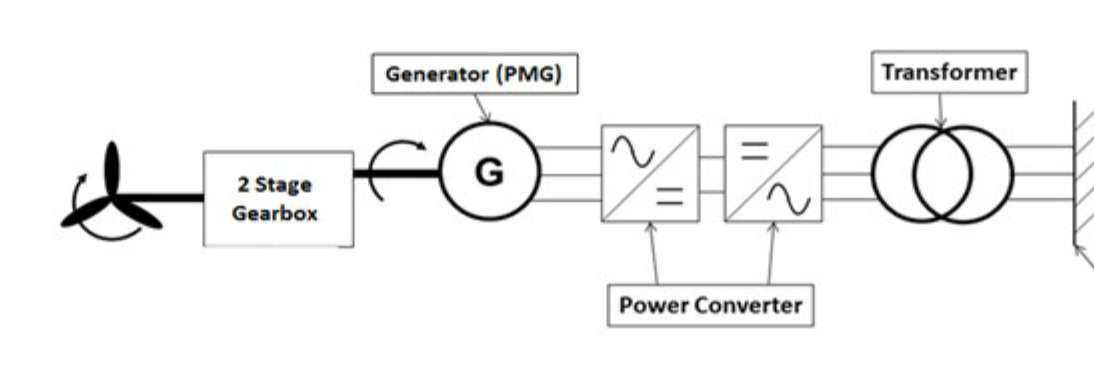 Generator (PMG)
Transformer
2 Stage
Gearbox
G
Power Converter